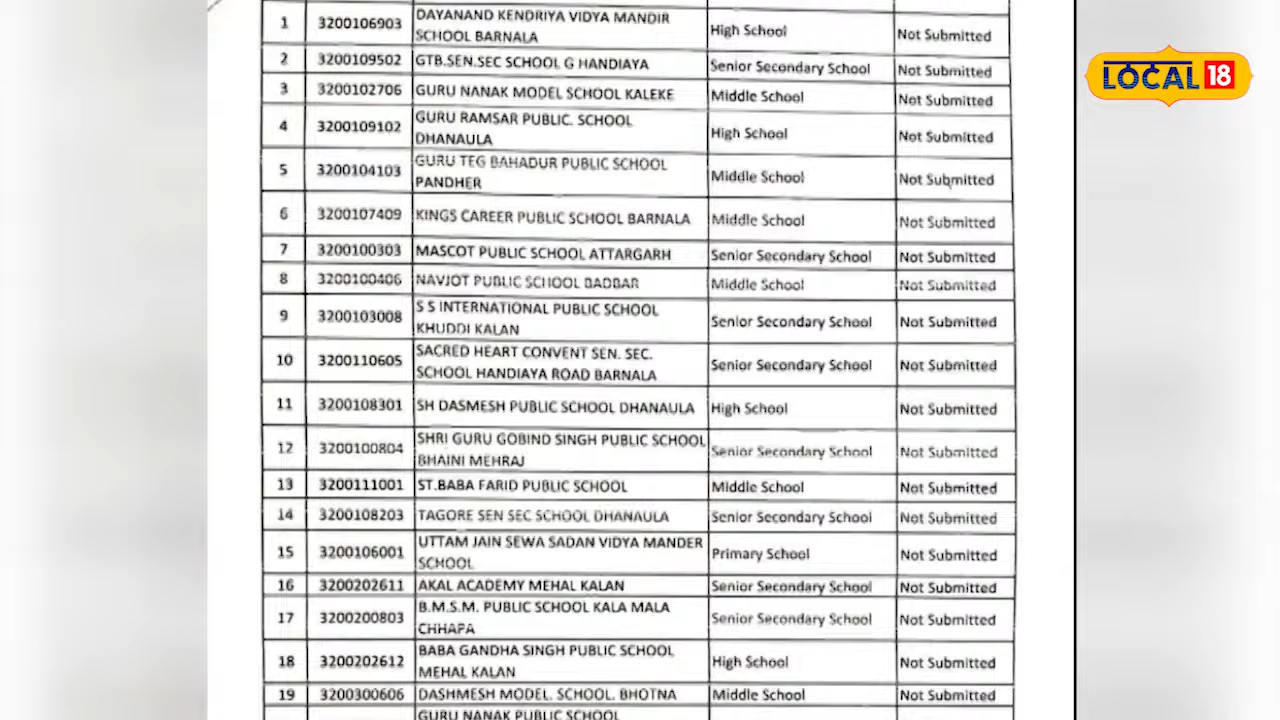 1 3200106903 DAYANAND KENDRIYA VIDYA MANDIR
SCHOOL BARNALA High School Not Submitted
2 3200109502 GTB.SEN.SEC SCHOOL G HANDIAYA Senior Secondary School Not Submitted
3 3200102706 GURU NANAK MODEL SCHOOL KALEKE Middle School Not Submitted
4 3200109102 GURU RAMSAR PUBLIC. SCHOOL
DHANAULA High School Not Submitted
5 3200104103 GURU TEG BAHADUR PUBLIC SCHOOL
PANDHER Middle School Not Submitted
6 3200107409 KINGS CAREER PUBLIC SCHOOL BARNALA Middle School Not Submitted
7 3200100303 MASCOT PUBLIC SCHOOL ATTARGARH Senior Secondary School Not Submitted
8 3200100406 NAVJOT PUBLIC SCHOOL BADBAR Middle School Not Submitted
9 3200103008 S S INTERNATIONAL PUBLIC SCHOOL
KHUDDI KALAN Senior Secondary School Not Submitted
10 3200110605 SACRED HEART CONVENT SEN. SEC.
SCHOOL HANDIAYA ROAD BARNALA Senior Secondary School Not Submitted
11 3200108301 SH DASMESH PUBLIC SCHOOL DHANAULA High School Not Submitted
12 3200100804 SHRI GURU GOBIND SINGH PUBLIC SCHOOL
BHAINI MEHRAJ Senior Secondary School Not Submitted
13 3200111001 ST.BABA FARID PUBLIC SCHOOL Middle School Not Submitted
14 3200108203 TAGORE SEN SEC SCHOOL DHANAULA Senior Secondary School Not Submitted
15 3200106001 UTTAM JAIN SEWA SADAN VIDYA MANDER
SCHOOL Primary School Not Submitted
16 3200202611 AKAL ACADEMY MEHAL KALAN Senior Secondary School Not Submitted
17 3200200803 B.M.S.M. PUBLIC SCHOOL KALA MALA
CHHAPA Senior Secondary School Not Submitted
18 3200202612 BABA GANDHA SINGH PUBLIC SCHOOL
MEHAL KALAN High School Not Submitted
19 3200300606 DASHMESH MODEL. SCHOOL. BHOTNA Middle School Not Submitted
GURU NANAK PUBLIC SCHOOL
LOCAL 18